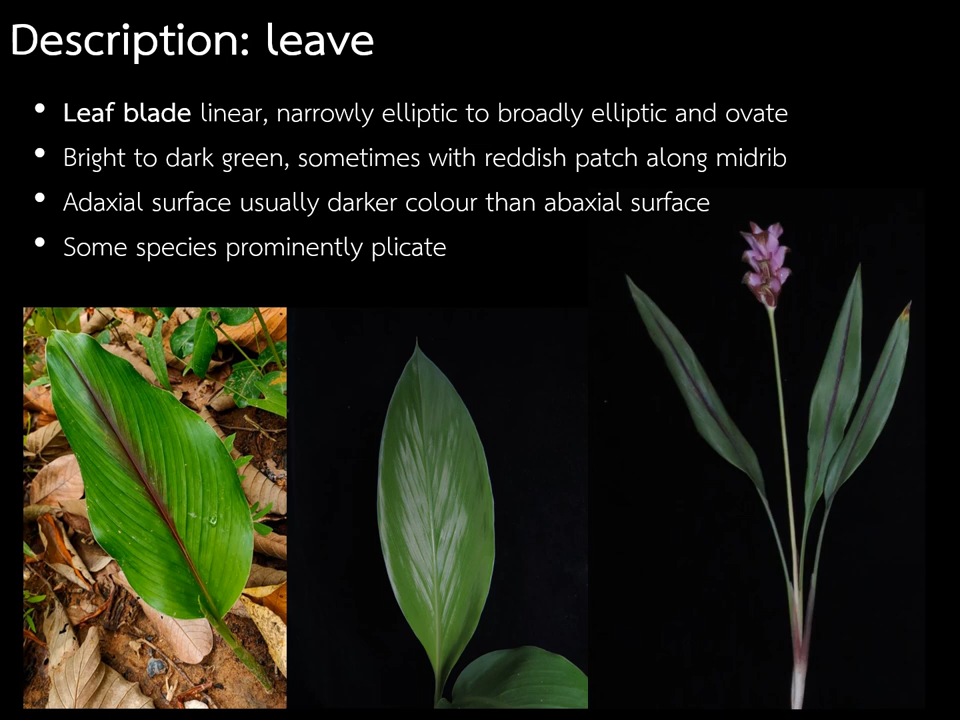 Description: leave
• Leaf blade linear, narrowly elliptic to broadly elliptic and ovate
• Bright to dark green, sometimes with reddish patch along midrib
• Adaxial surface usually darker colour than abaxial surface
• Some species prominently plicate